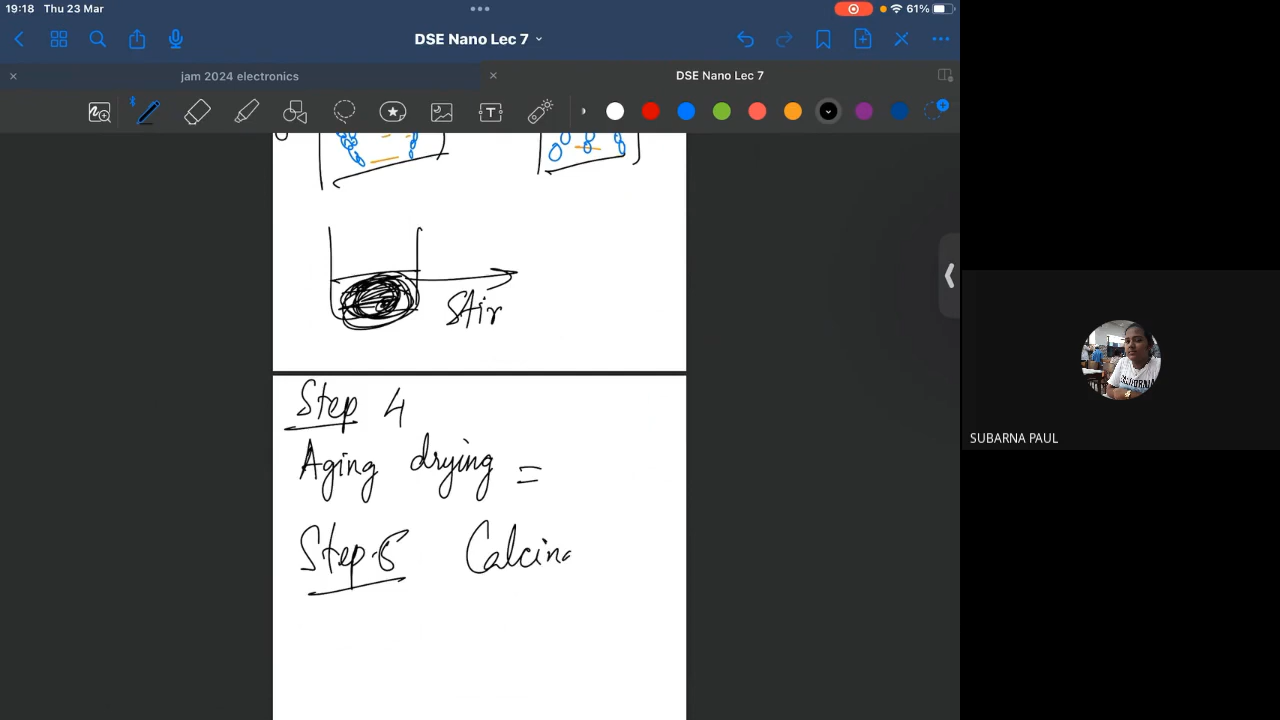 19:18 Thu 23 Mar
61%
DSE Nano Lec 7
jam 2024 electronics
DSE Nano Lec 7
T
Stir
Step 4
Aging drying =
Step-5 Calcina
SUBARNA PAUL